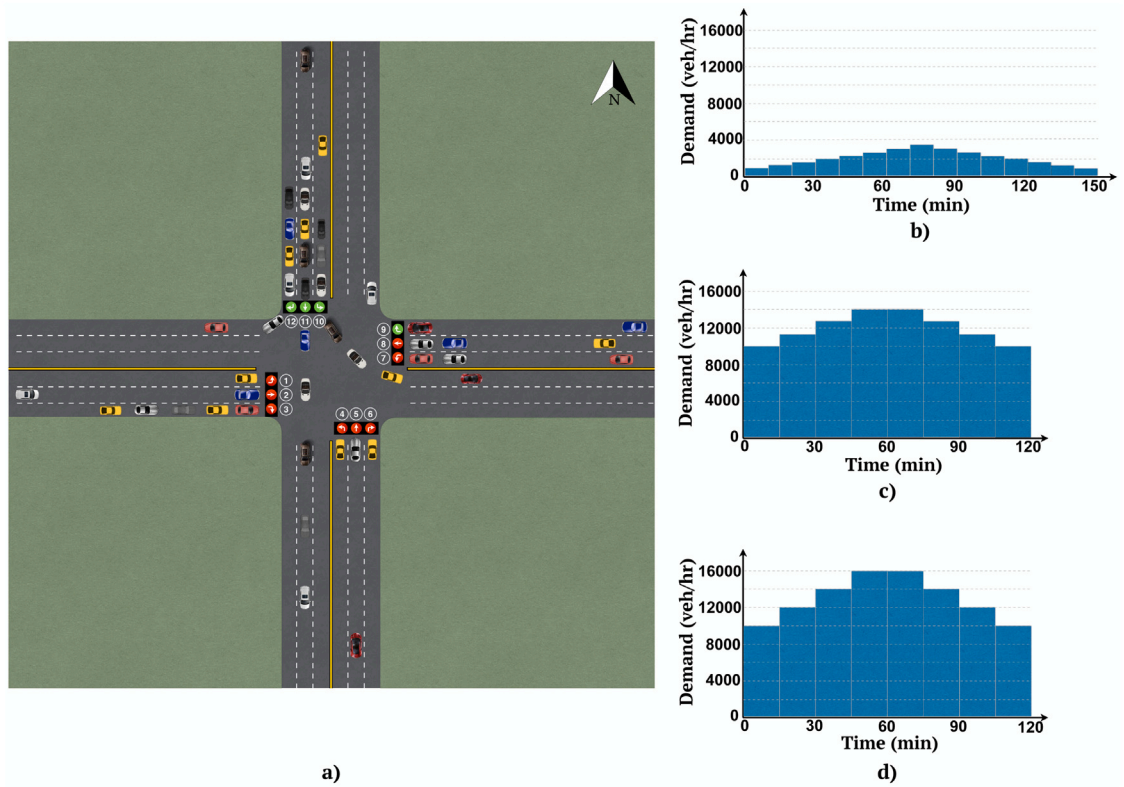 N
12 11 10
9
8
7
1
2
3
4 5 6
a)
Demand (veh/hr)
16000
12000
8000
4000
0
0 30 60 90 120 150
Time (min)
b)
Demand (veh/hr)
16000
12000
8000
4000
0
0 30 60 90 120
Time (min)
c)
Demand (veh/hr)
16000
12000
8000
4000
0
0 30 60 90 120
Time (min)
d)